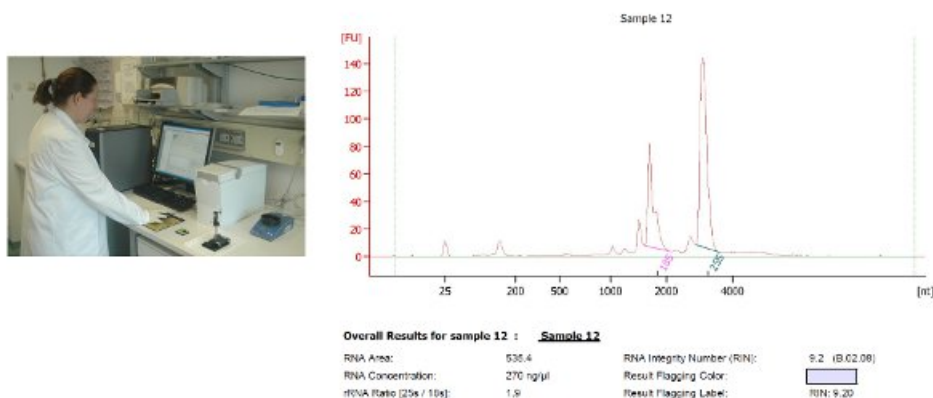 Sample 12
[FU]
140
120
100
80
60
40
20
0
18S
25S
25
200
500
1000
2000
4000
[nt]
Overall Results for sample 12 : Sample 12
RNA Area: 536.4 RNA Integrity Number (RIN): 9.2 (B.02.08)
RNA Concentration: 270 ng/µl Result Flagging Color:
rRNA Ratio [25s / 18s]: 1.9 Result Flagging Label: RIN: 9.20